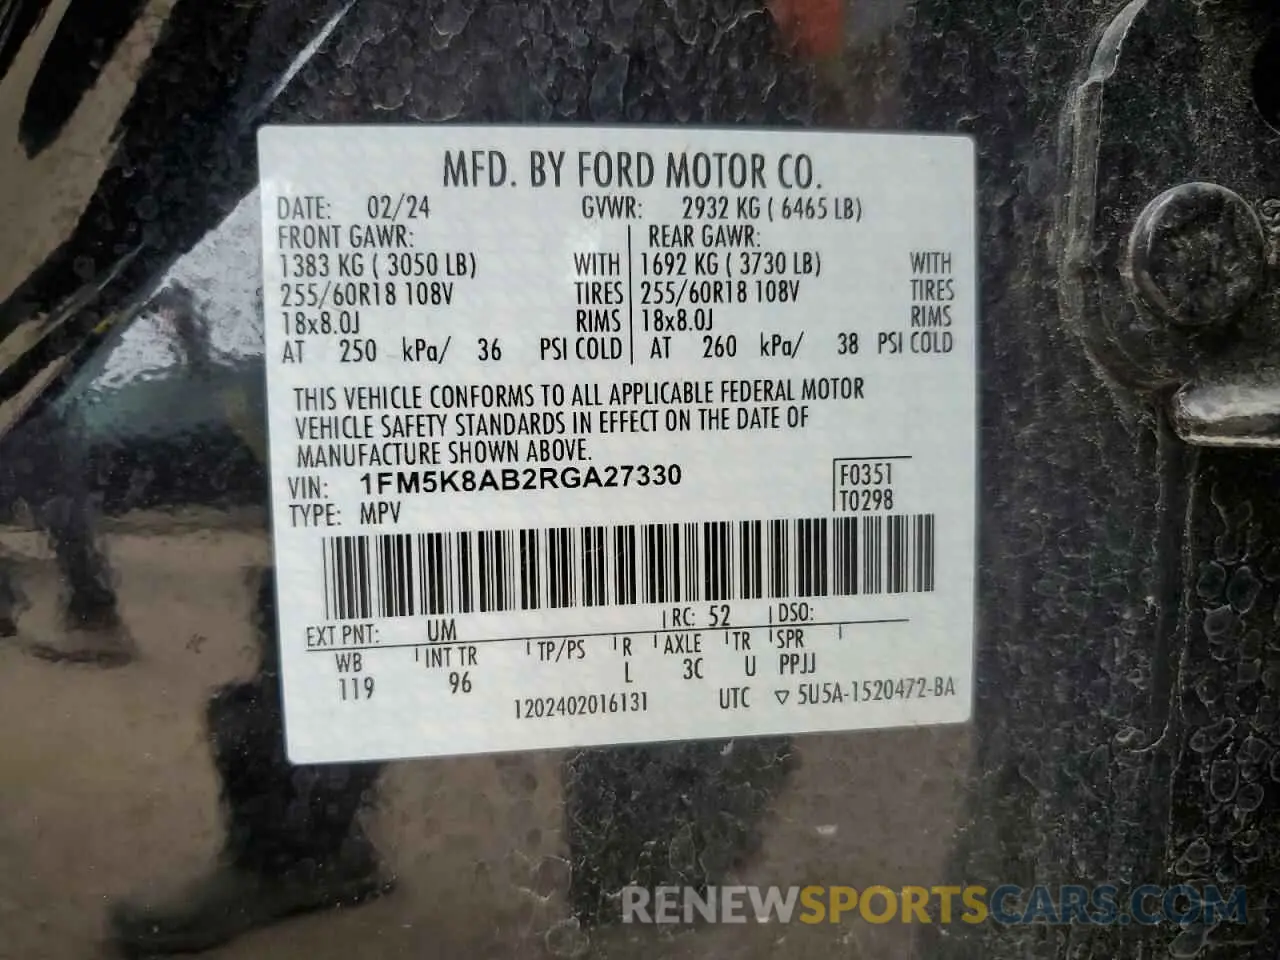 MFD. BY FORD MOTOR CO.
DATE: 02/24 GVWR: 2932 KG ( 6465 LB)
FRONT GAWR: REAR GAWR:
1383 KG ( 3050 LB) WITH 1692 KG ( 3730 LB) WITH
255/60R18 108V TIRES 255/60R18 108V TIRES
18x8.0J RIMS 18x8.0J RIMS
AT 250 kPa/ 36 PSI COLD AT 260 kPa/ 38 PSI COLD
THIS VEHICLE CONFORMS TO ALL APPLICABLE FEDERAL MOTOR
VEHICLE SAFETY STANDARDS IN EFFECT ON THE DATE OF
MANUFACTURE SHOWN ABOVE.
VIN: 1FM5K8AB2RGA27330 F0351
TYPE: MPV T0298
EXT PNT: UM RC: 52 DSO:
WB INT TR TP/PS R AXLE TR SPR
119 96 L 3C U PPJJ
1202402016131 UTC ▽ 5U5A-1520472-BA
RENEWSPORTSCARS.COM